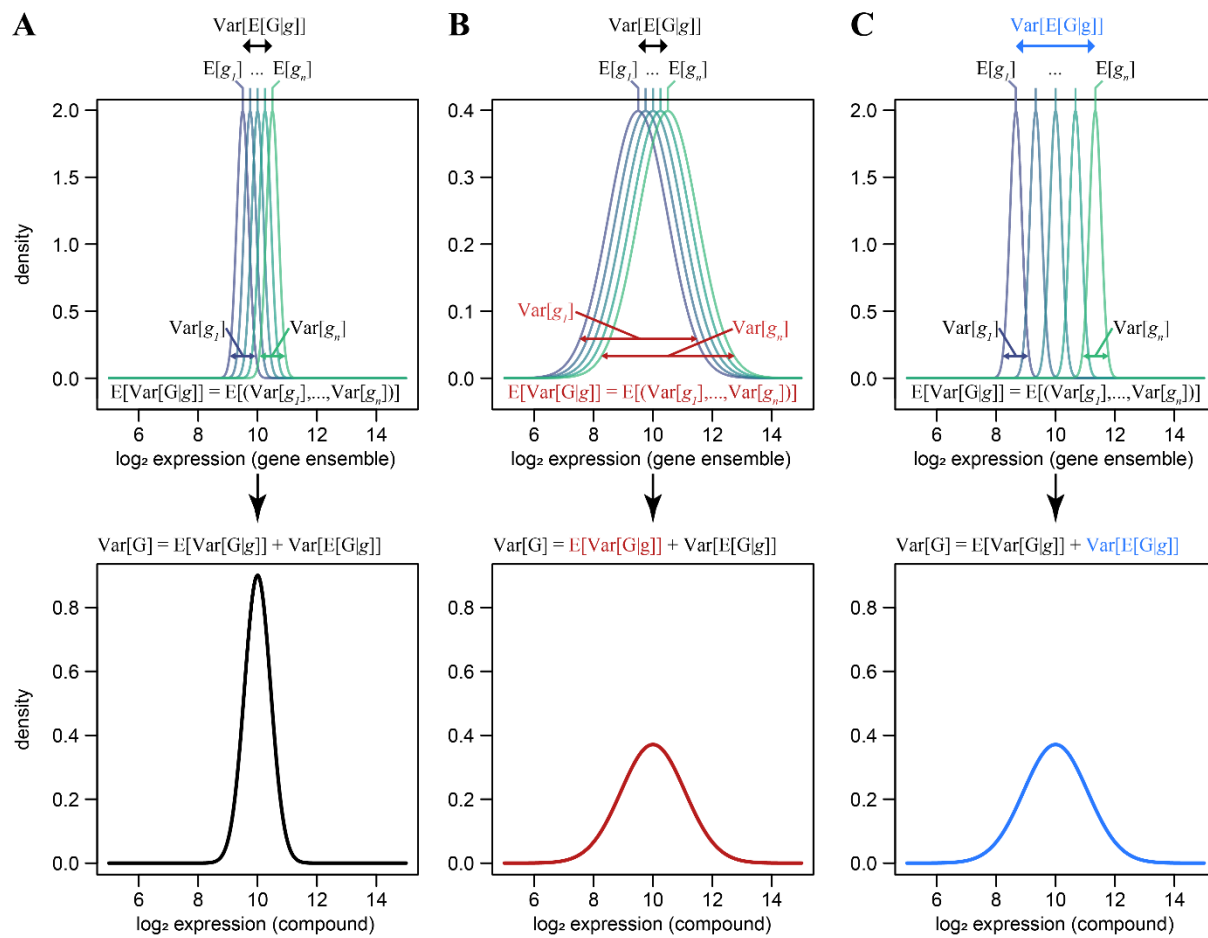 A
Var[E[G|g]]
E[g₁] ... E[gₙ]
2.0
1.5
1.0
0.5
0.0
density
Var[g₁]
Var[gₙ]
E[Var[G|g]] = E[(Var[g₁],...,Var[gₙ])]
6 8 10 12 14
log₂ expression (gene ensemble)
Var[G] = E[Var[G|g]] + Var[E[G|g]]
0.8
0.6
0.4
0.2
0.0
density
6 8 10 12 14
log₂ expression (compound)
B
Var[E[G|g]]
E[g₁] ... E[gₙ]
0.4
0.3
0.2
0.1
0.0
Var[g₁]
Var[gₙ]
E[Var[G|g]] = E[(Var[g₁],...,Var[gₙ])]
6 8 10 12 14
log₂ expression (gene ensemble)
Var[G] = E[Var[G|g]] + Var[E[G|g]]
0.8
0.6
0.4
0.2
0.0
6 8 10 12 14
log₂ expression (compound)
C
Var[E[G|g]]
E[g₁] ... E[gₙ]
2.0
1.5
1.0
0.5
0.0
Var[g₁]
Var[gₙ]
E[Var[G|g]] = E[(Var[g₁],...,Var[gₙ])]
6 8 10 12 14
log₂ expression (gene ensemble)
Var[G] = E[Var[G|g]] + Var[E[G|g]]
0.8
0.6
0.4
0.2
0.0
6 8 10 12 14
log₂ expression (compound)